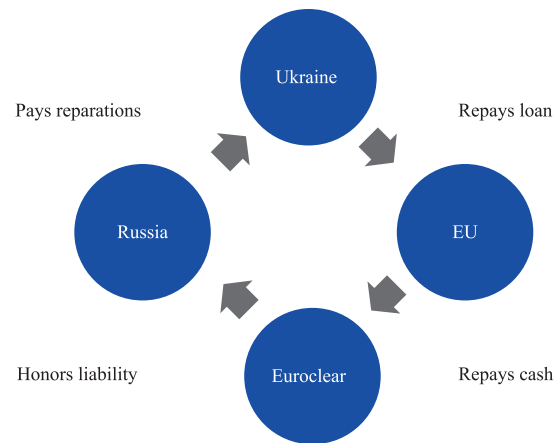 Ukraine
Pays reparations
Repays loan
Russia
EU
Honors liability
Euroclear
Repays cash